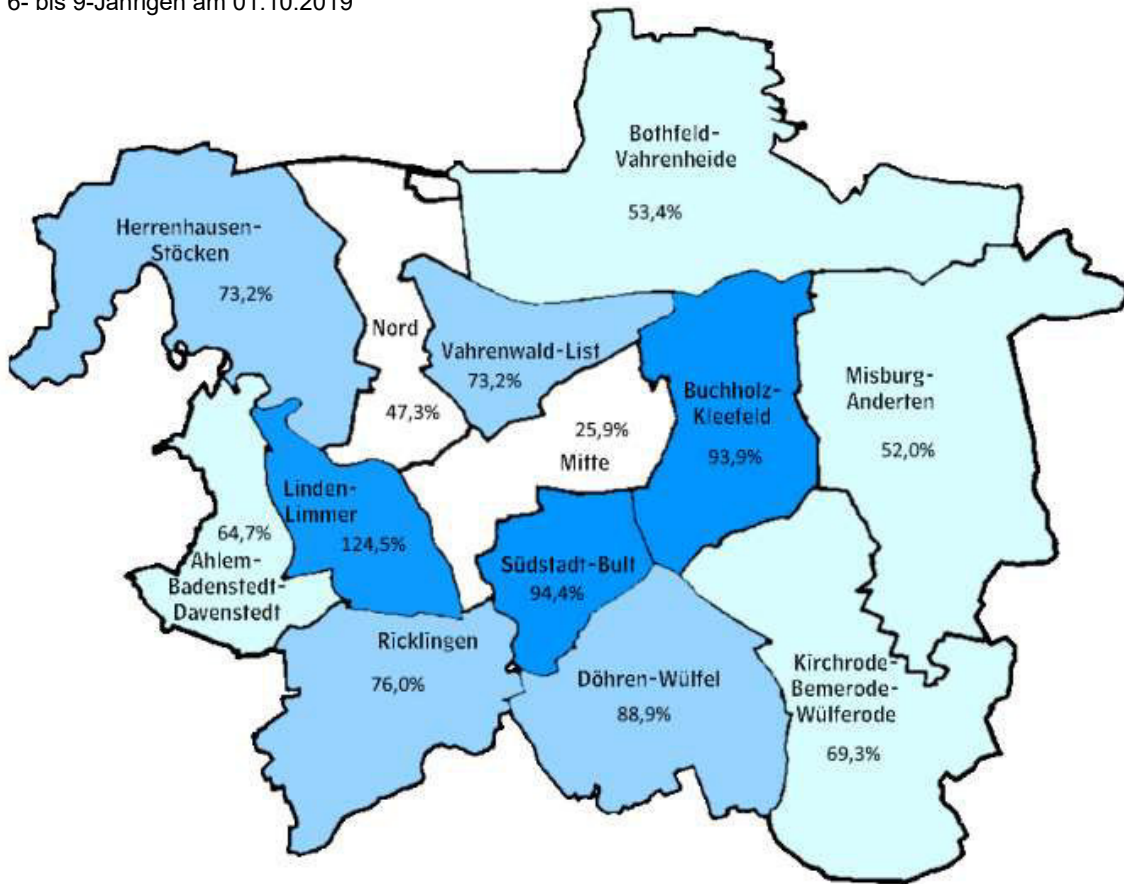 6- bis 9-Jährigen am 01.10.2019
Bothfeld-
Vahrenheide
53,4%
Herrenhausen-
Stöcken
73,2%
Nord
47,3%
Vahrenwald-List
73,2%
Buchholz-
Kleefeld
93,9%
Misburg-
Anderten
52,0%
25,9%
Mitte
Linden-
Limmer
124,5%
64,7%
Ahlem-
Badenstedt-
Davenstedt
Südstadt-Bult
94,4%
Ricklingen
76,0%
Döhren-Wülfel
88,9%
Kirchrode-
Bemerode-
Wülferode
69,3%